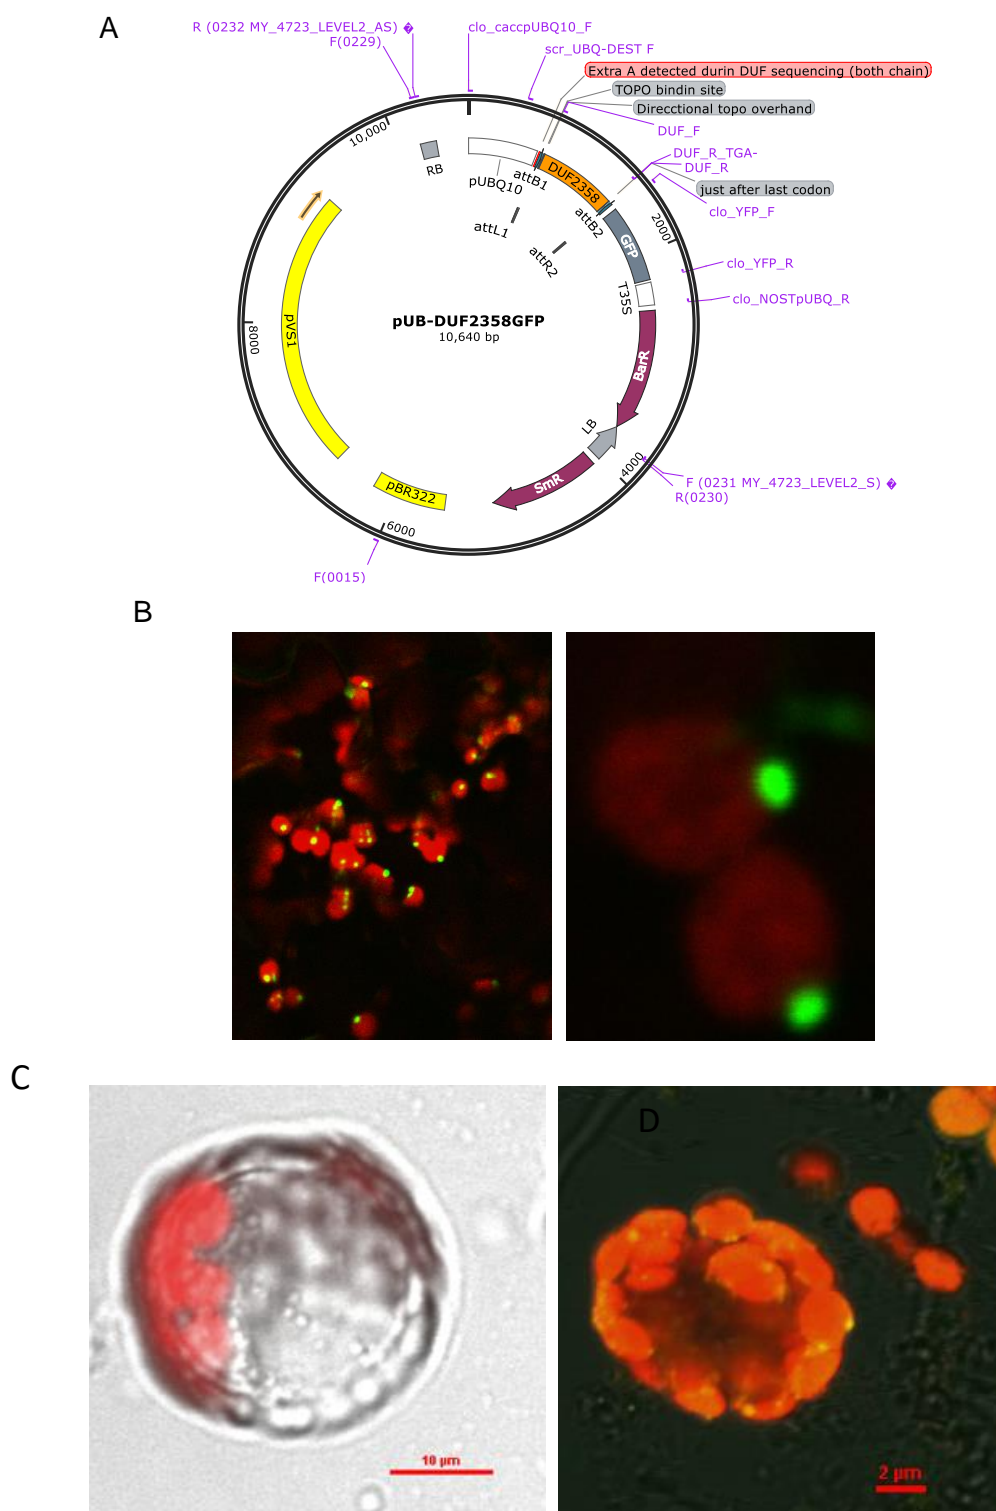 A
R (0232 MY_4723_LEVEL2_AS) �
F(0229)
clo_caccpUBQ10_F
scr_UBQ-DEST F
Extra A detected durin DUF sequencing (both chain)
TOPO bindin site
Direcctional topo overhand
DUF_F
DUF_R_TGA-
DUF_R
just after last codon
clo_YFP_F
10,000
RB
pUBQ10
attB1
DUF2358
attB2
attL1
attR2
2000
GFP
clo_YFP_R
T35S
clo_NOSTpUBQ_R
pUB-DUF2358GFP
10,640 bp
pVS1
8000
BarR
LB
4000
SmR
pBR322
6000
F (0231 MY_4723_LEVEL2_S) �
R(0230)
F(0015)
B
C
D
10 µm
2 µm